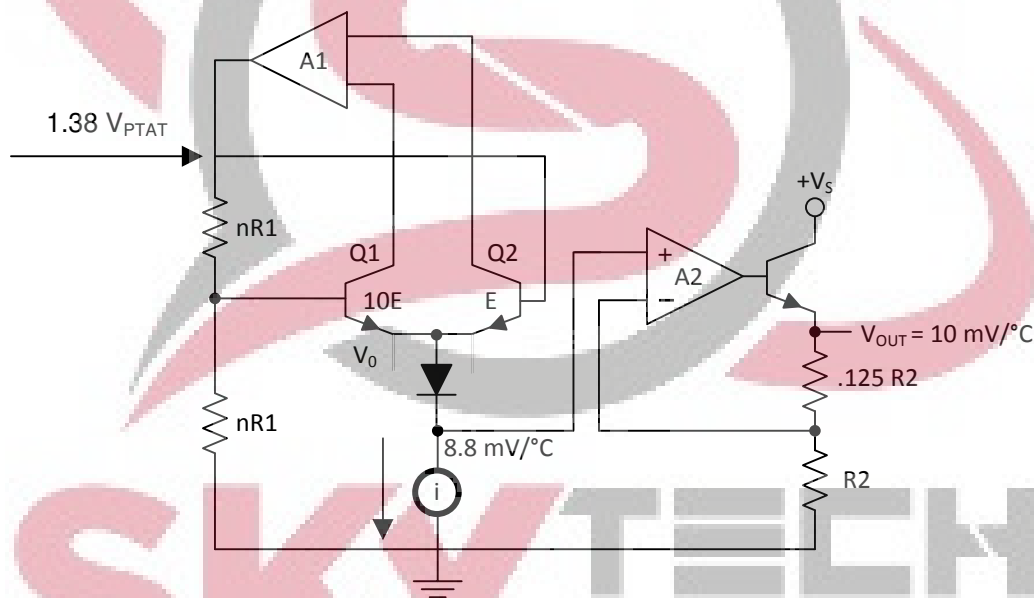 A1
1.38 VPTAT
+VS
nR1
Q1
Q2
+
A2
-
10E
E
V0
VOUT = 10 mV/°C
.125 R2
nR1
8.8 mV/°C
i
R2
SKYTECH